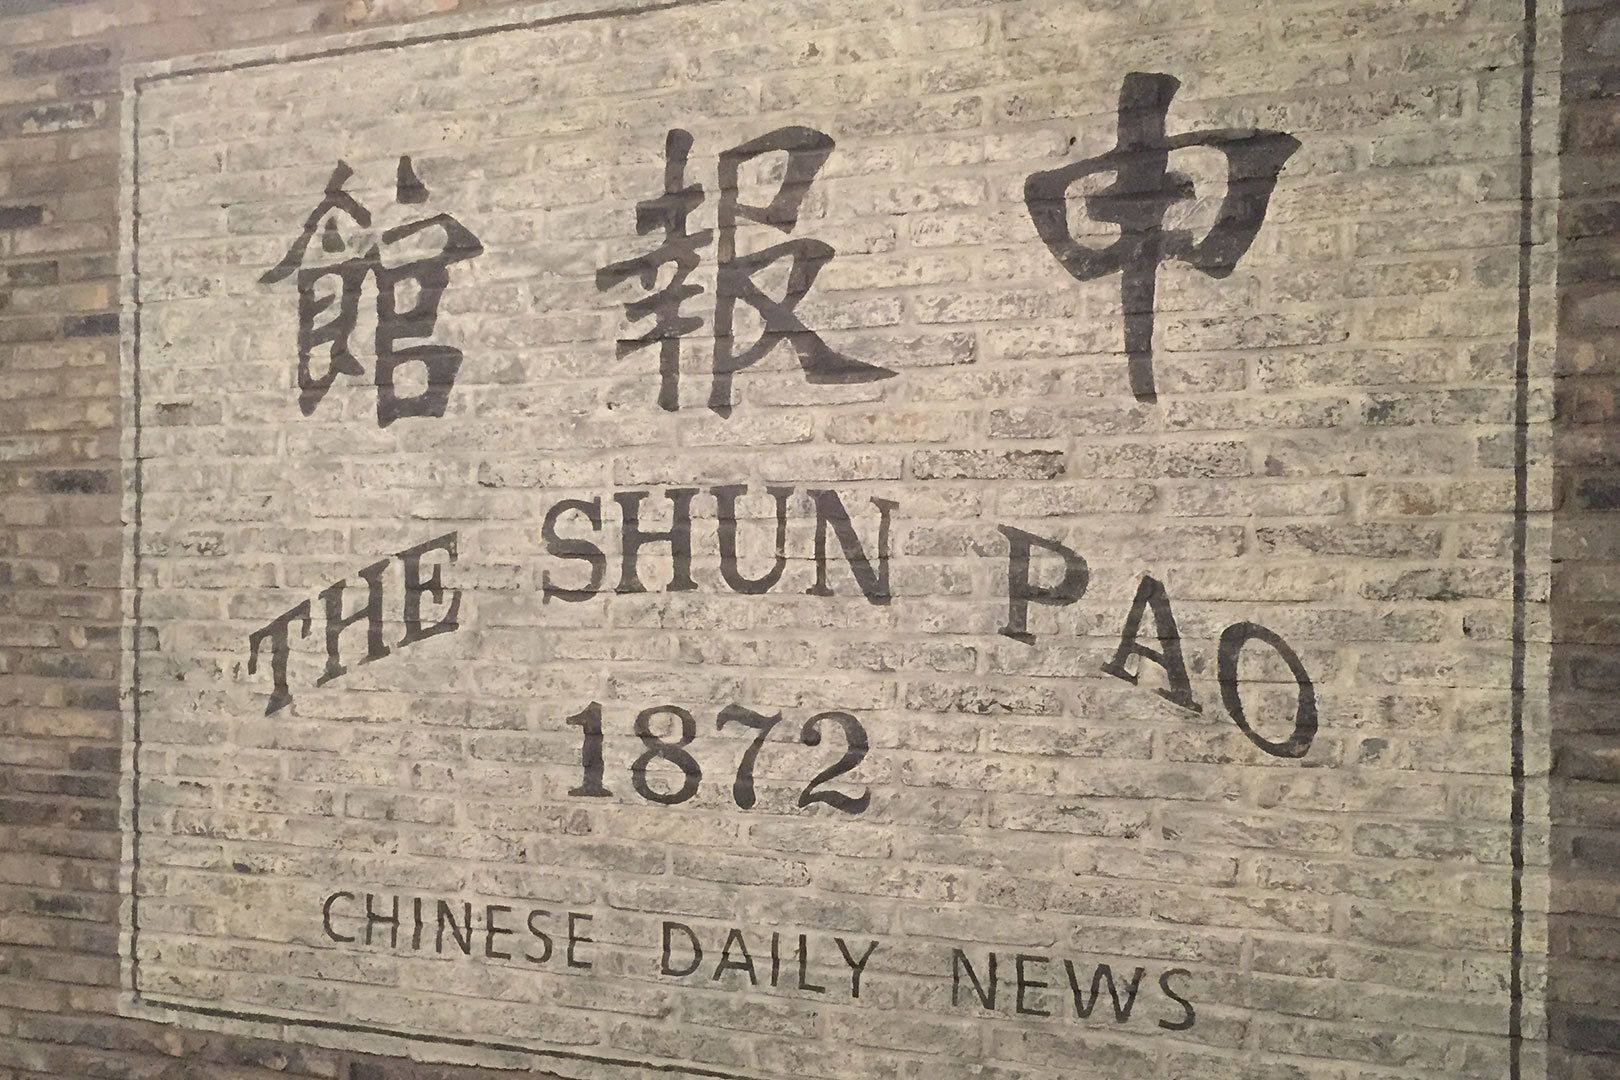 申報館
THE SHUN PAO
1872
CHINESE DAILY NEWS